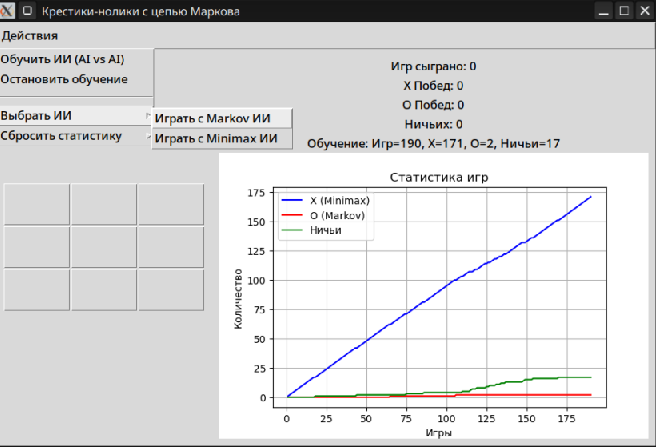 Крестики-нолики с цепью Маркова
Действия
Обучить ИИ (AI vs AI)
Остановить обучение
Выбрать ИИ
Сбросить статистику
Играть с Markov ИИ
Играть с Minimax ИИ
Игр сыграно: 0
X Побед: 0
O Побед: 0
Ничьих: 0
Обучение: Игр=190, X=171, O=2, Ничьи=17
Статистика игр
X (Minimax)
O (Markov)
Ничьи
Количество
175
150
125
100
75
50
25
0
0 25 50 75 100 125 150 175
Игры